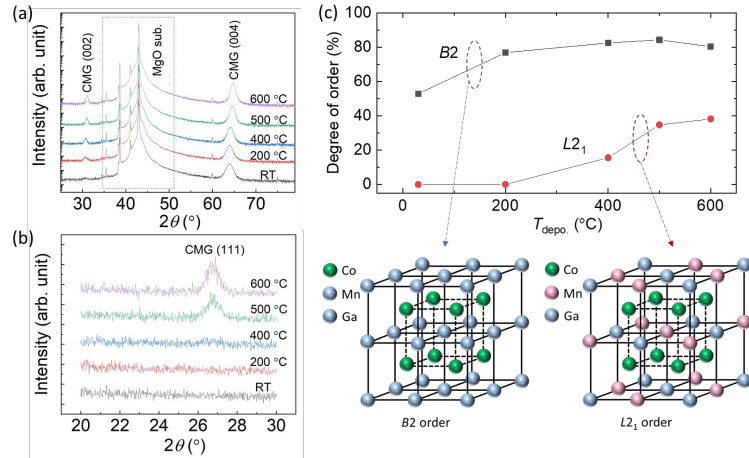 (a)
Intensity (arb. unit)
CMG (002)
MgO sub.
CMG (004)
600 °C
500 °C
400 °C
200 °C
RT
30 40 50 60 70
2θ (°)
(b)
Intensity (arb. unit)
CMG (111)
600 °C
500 °C
400 °C
200 °C
RT
20 22 24 26 28 30
2θ (°)
(c)
Degree of order (%)
100
80
60
40
20
0
B2
L2₁
0 200 400 600
T_depo. (°C)
Co
Mn
Ga
B2 order
Co
Mn
Ga
L2₁ order